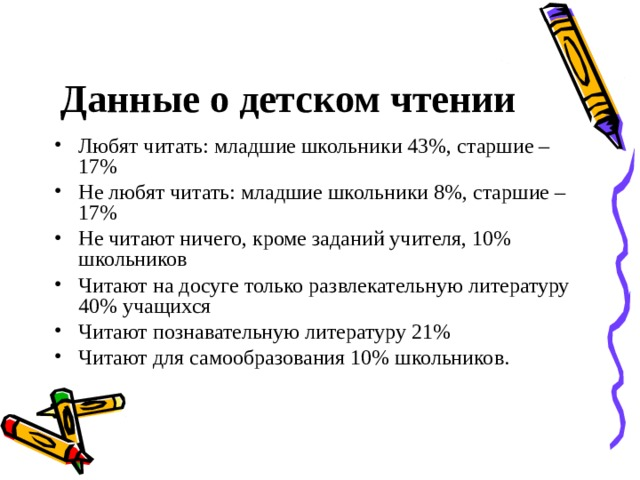 Данные о детском чтении
• Любят читать: младшие школьники 43%, старшие –
17%
• Не любят читать: младшие школьники 8%, старшие –
17%
• Не читают ничего, кроме заданий учителя, 10%
школьников
• Читают на досуге только развлекательную литературу
40% учащихся
• Читают познавательную литературу 21%
• Читают для самообразования 10% школьников.